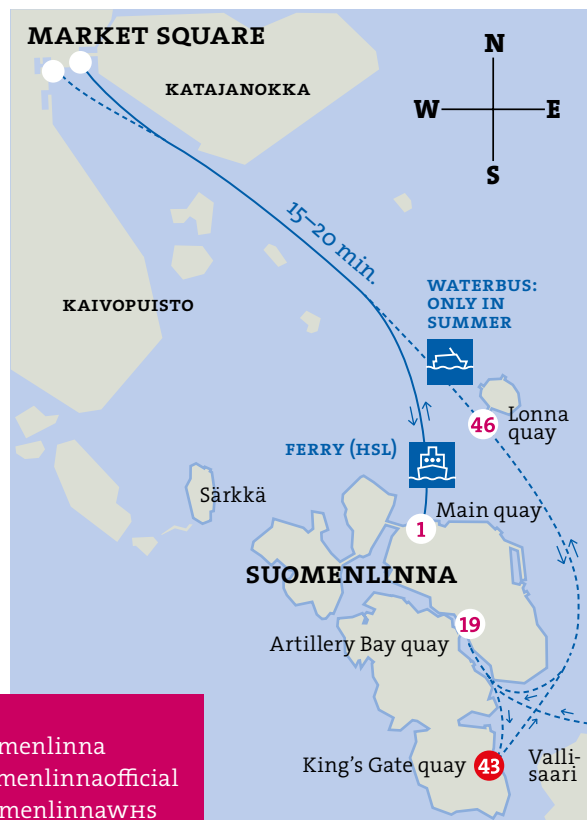 MARKET SQUARE
KATAJANOKKA
N
W
E
S
15–20 min.
KAIVOPUISTO
WATERBUS:
ONLY IN
SUMMER
46
Lonna
quay
FERRY (HSL)
Särkkä
Main quay
1
SUOMENLINNA
19
Artillery Bay quay
King's Gate quay
43
Valli-
saari
menlinna
menlinnaofficial
menlinnaWHS